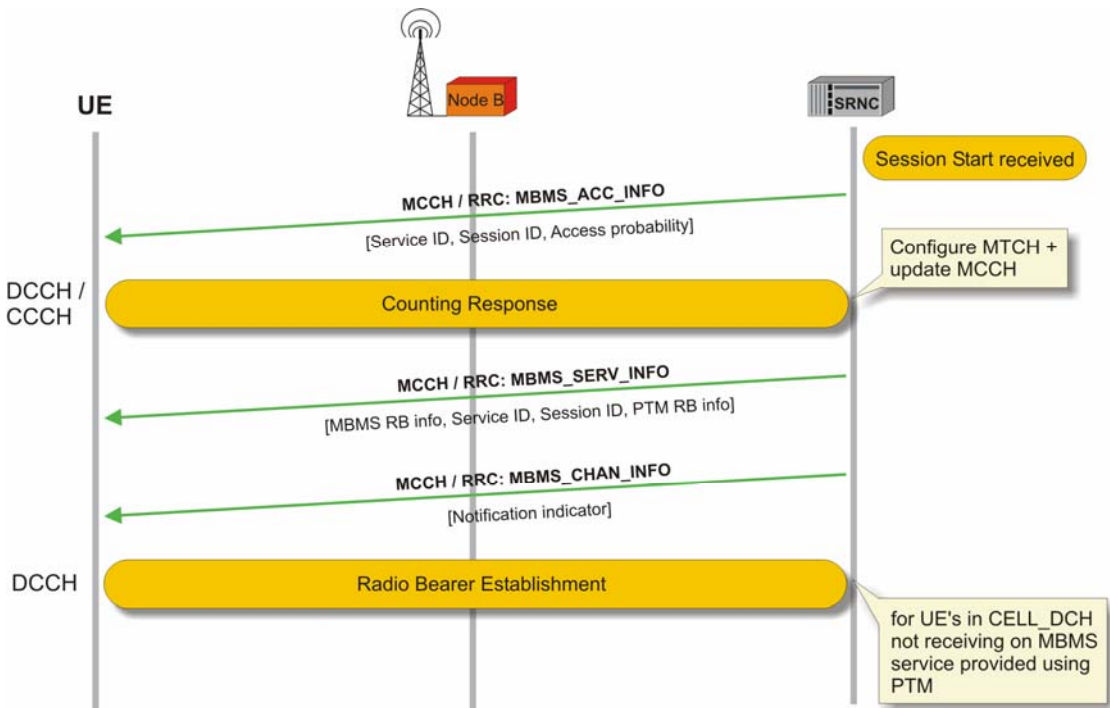 UE
Node B
SRNC
Session Start received
MCCH / RRC: MBMS_ACC_INFO
[Service ID, Session ID, Access probability]
Configure MTCH +
update MCCH
DCCH /
CCCH
Counting Response
MCCH / RRC: MBMS_SERV_INFO
[MBMS RB info, Service ID, Session ID, PTM RB info]
MCCH / RRC: MBMS_CHAN_INFO
[Notification indicator]
DCCH
Radio Bearer Establishment
for UE's in CELL_DCH
not receiving on MBMS
service provided using
PTM